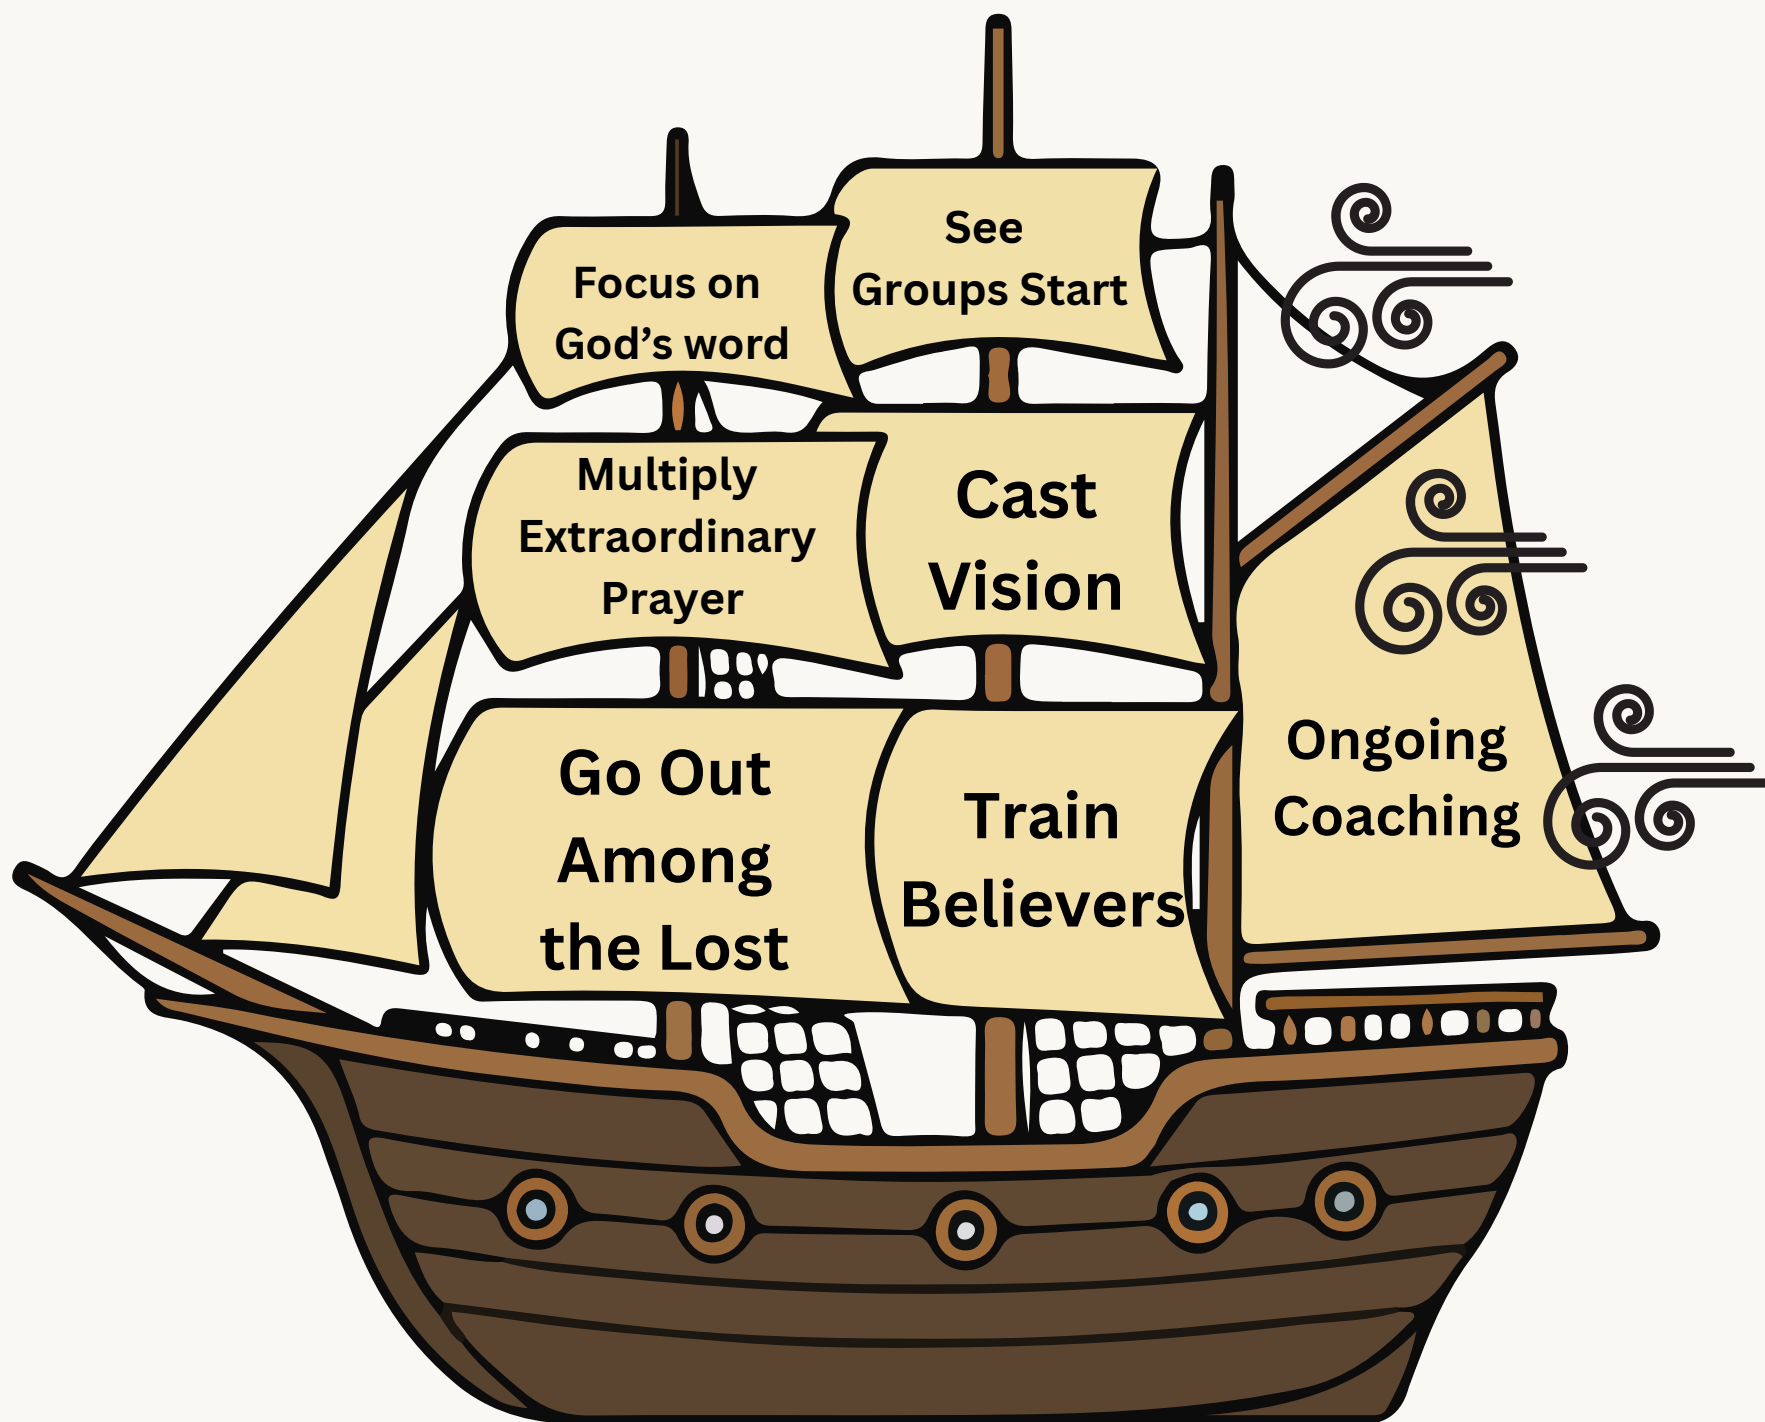 See
Groups Start
Focus on
God’s word
Multiply
Extraordinary
Prayer
Cast
Vision
Go Out
Among
the Lost
Train
Believers
Ongoing
Coaching